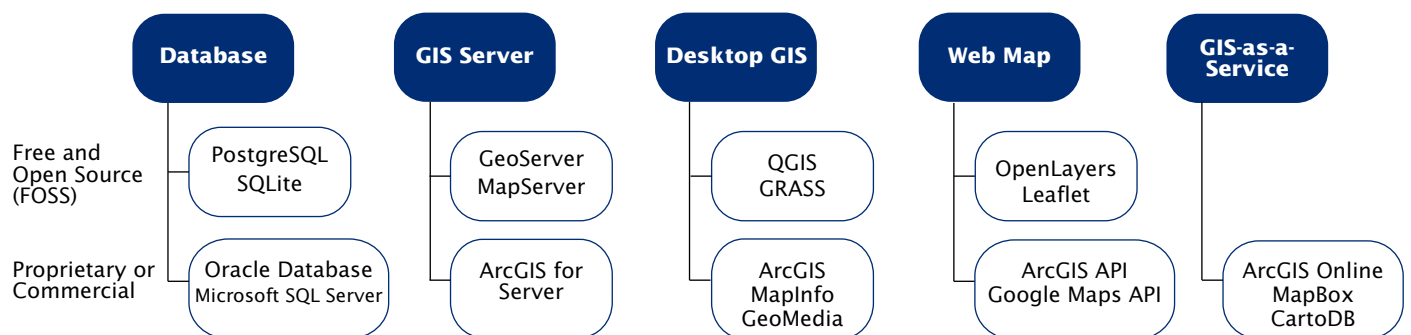 Database
GIS Server
Desktop GIS
Web Map
GIS-as-a-
Service
Free and
Open Source
(FOSS)
PostgreSQL
SQLite
GeoServer
MapServer
QGIS
GRASS
OpenLayers
Leaflet
Proprietary or
Commercial
Oracle Database
Microsoft SQL Server
ArcGIS for
Server
ArcGIS
MapInfo
GeoMedia
ArcGIS API
Google Maps API
ArcGIS Online
MapBox
CartoDB